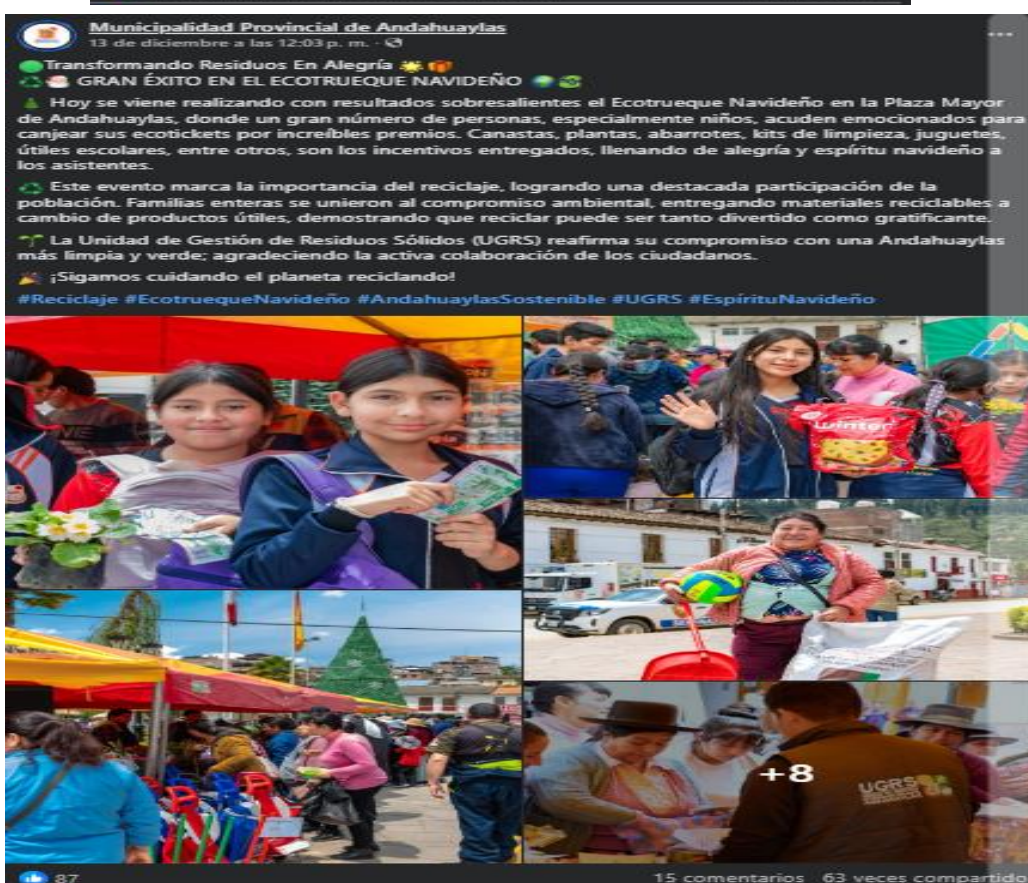 Municipalidad Provincial de Andahuaylas
13 de diciembre a las 12:03 p. m. ·
Transformando Residuos En Alegría
GRAN ÉXITO EN EL ECOTRUEQUE NAVIDEÑO
Hoy se viene realizando con resultados sobresalientes el Ecotrueque Navideño en la Plaza Mayor
de Andahuaylas, donde un gran número de personas, especialmente niños, acuden emocionados para
canjear sus ecotickets por increíbles premios. Canastas, plantas, abarrotes, kits de limpieza, juguetes,
útiles escolares, entre otros, son los incentivos entregados, llenando de alegría y espíritu navideño a
los asistentes.
Este evento marca la importancia del reciclaje, logrando una destacada participación de la
población. Familias enteras se unieron al compromiso ambiental, entregando materiales reciclables a
cambio de productos útiles, demostrando que reciclar puede ser tanto divertido como gratificante.
La Unidad de Gestión de Residuos Sólidos (UGRS) reafirma su compromiso con una Andahuaylas
más limpia y verde; agradeciendo la activa colaboración de los ciudadanos.
¡Sigamos cuidando el planeta reciclando!
#Reciclaje #EcotruequeNavideño #AndahuaylasSostenible #UGRS #EspírituNavideño
Winter
+8
UGRS
87
15 comentarios 63 veces compartido